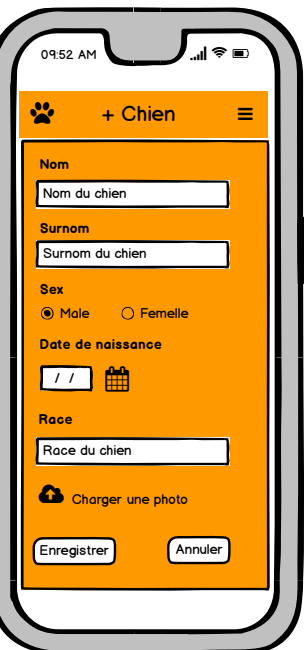 09:52 AM
+ Chien
Nom
Nom du chien
Surnom
Surnom du chien
Sex
Male Femelle
Date de naissance
/ /
Race
Race du chien
Charger une photo
Enregistrer Annuler